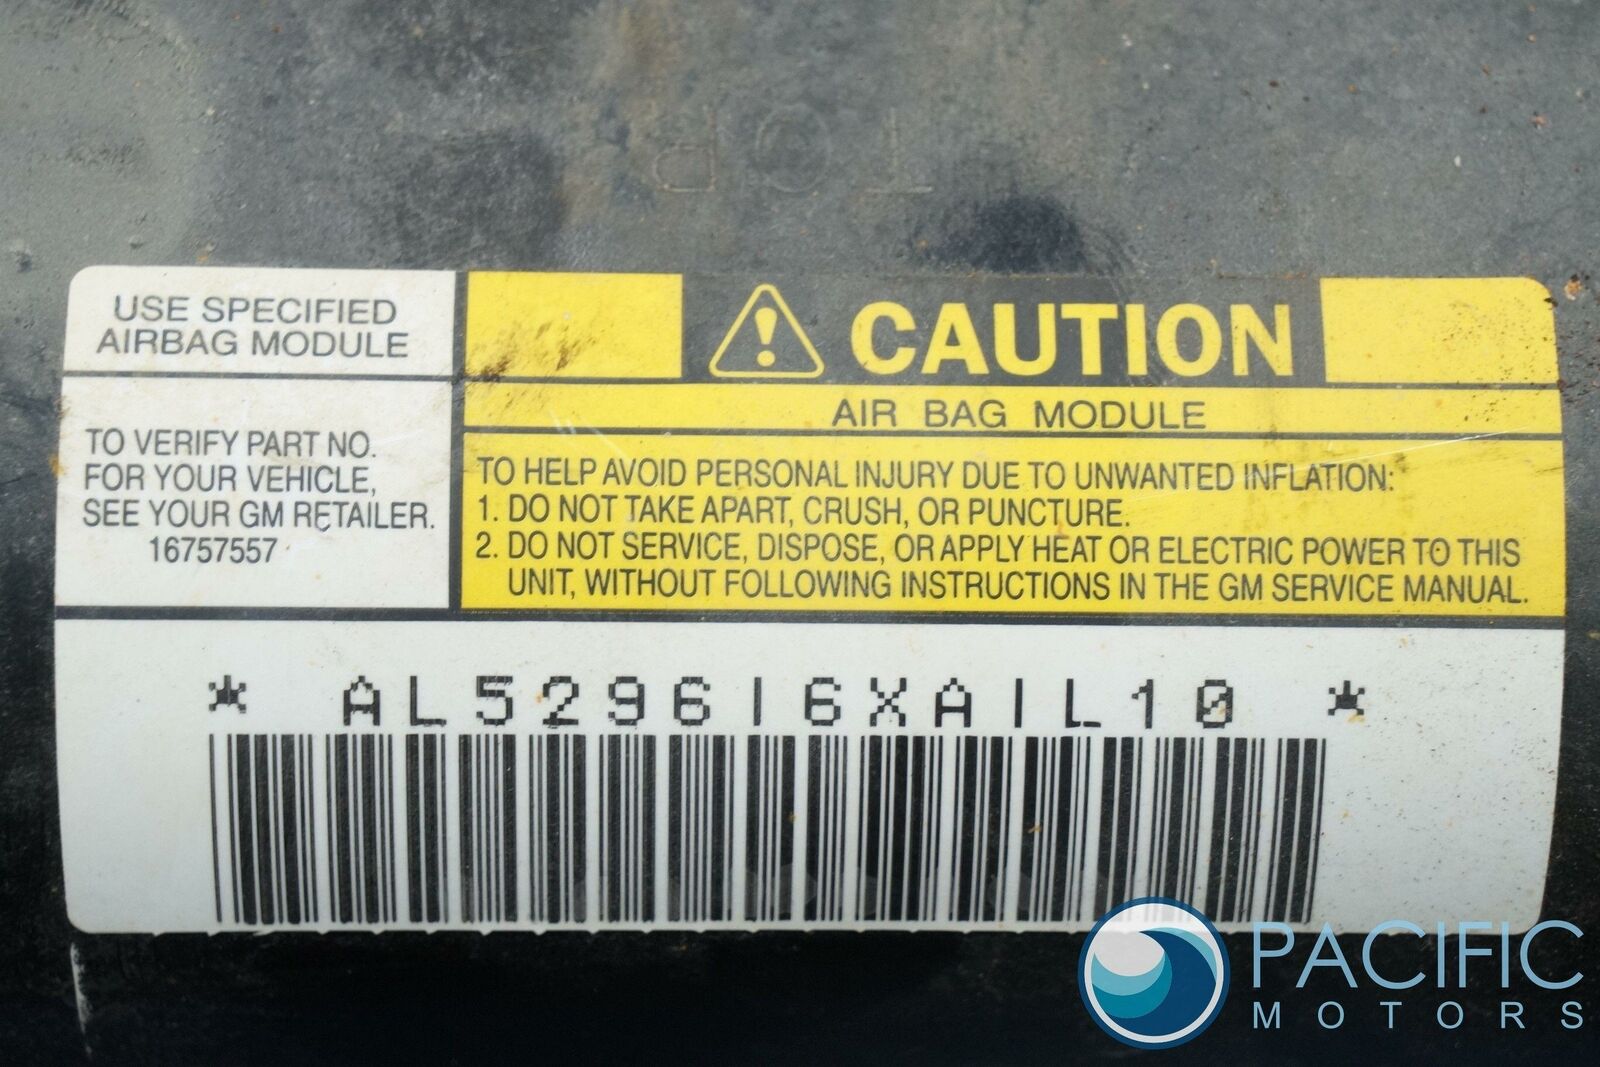 TOP
USE SPECIFIED
AIRBAG MODULE
TO VERIFY PART NO.
FOR YOUR VEHICLE,
SEE YOUR GM RETAILER.
16757557
CAUTION
AIR BAG MODULE
TO HELP AVOID PERSONAL INJURY DUE TO UNWANTED INFLATION:
1. DO NOT TAKE APART, CRUSH, OR PUNCTURE.
2. DO NOT SERVICE, DISPOSE, OR APPLY HEAT OR ELECTRIC POWER TO THIS
UNIT, WITHOUT FOLLOWING INSTRUCTIONS IN THE GM SERVICE MANUAL.
* AL529616XA1L10 *
PACIFIC
MOTORS